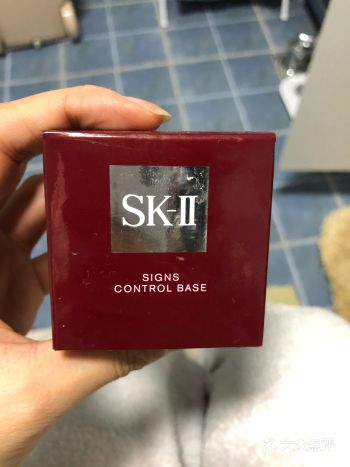 SK-II
SIGNS
CONTROL BASE
大众点评